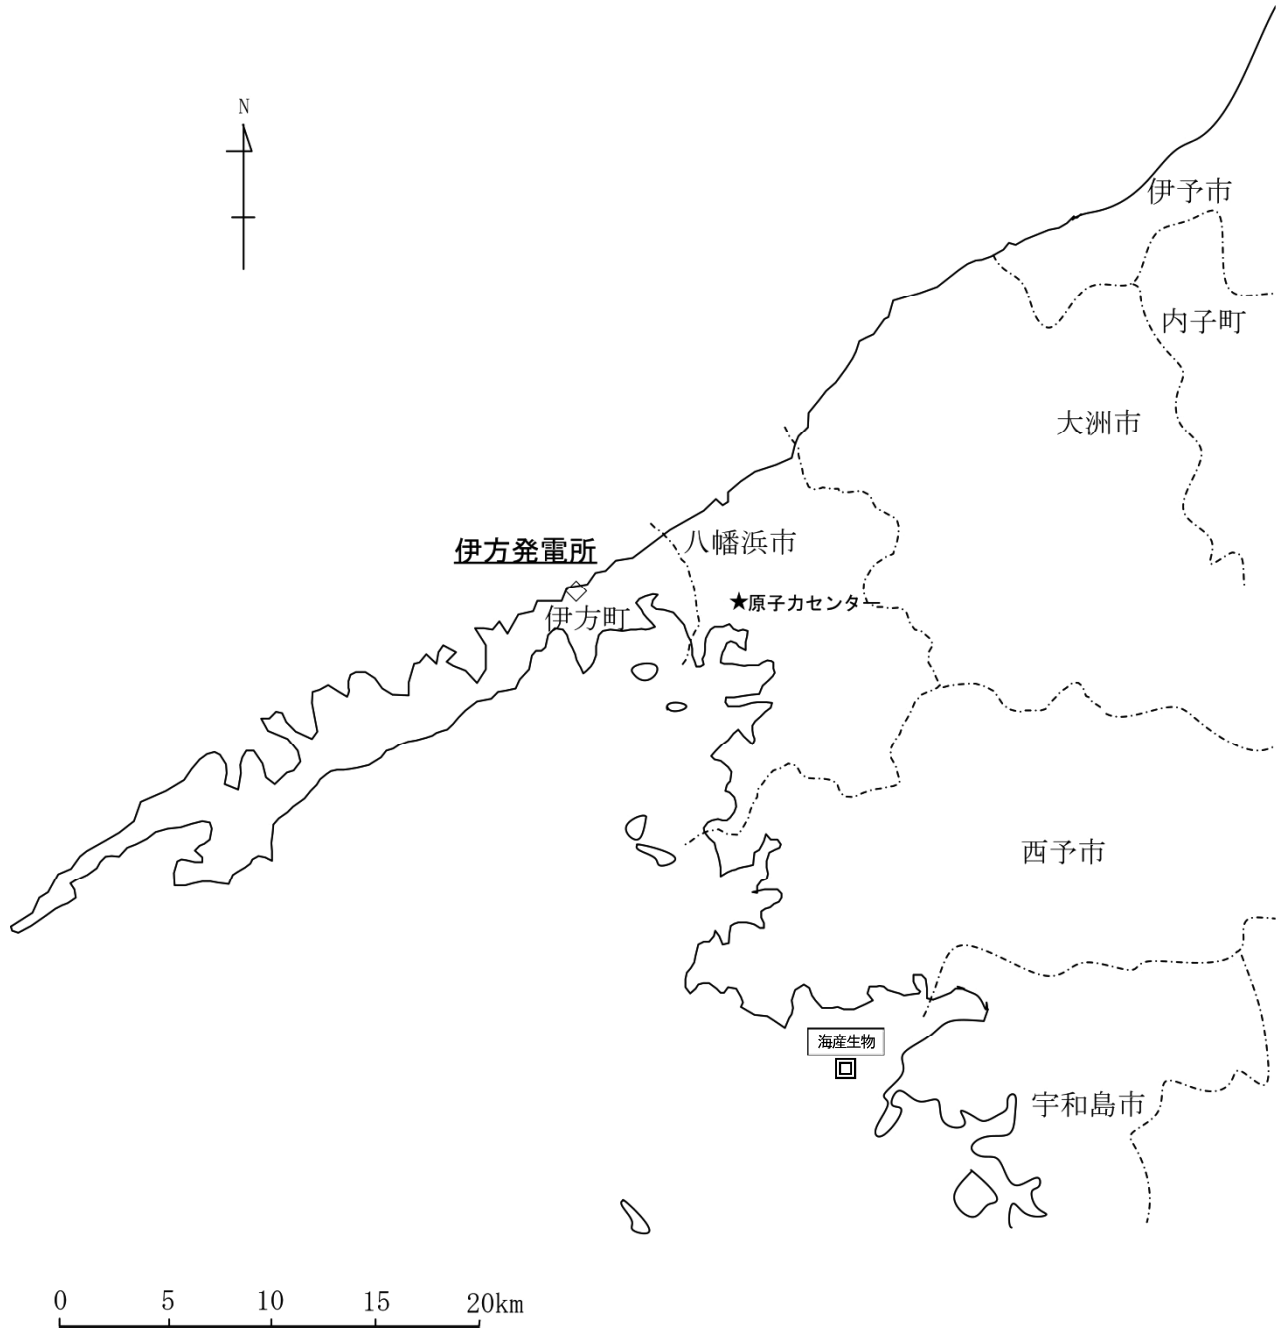 N
伊予市
内子町
大洲市
八幡浜市
伊方発電所
★原子力センター
伊方町
西予市
海産生物
宇和島市
0 5 10 15 20km